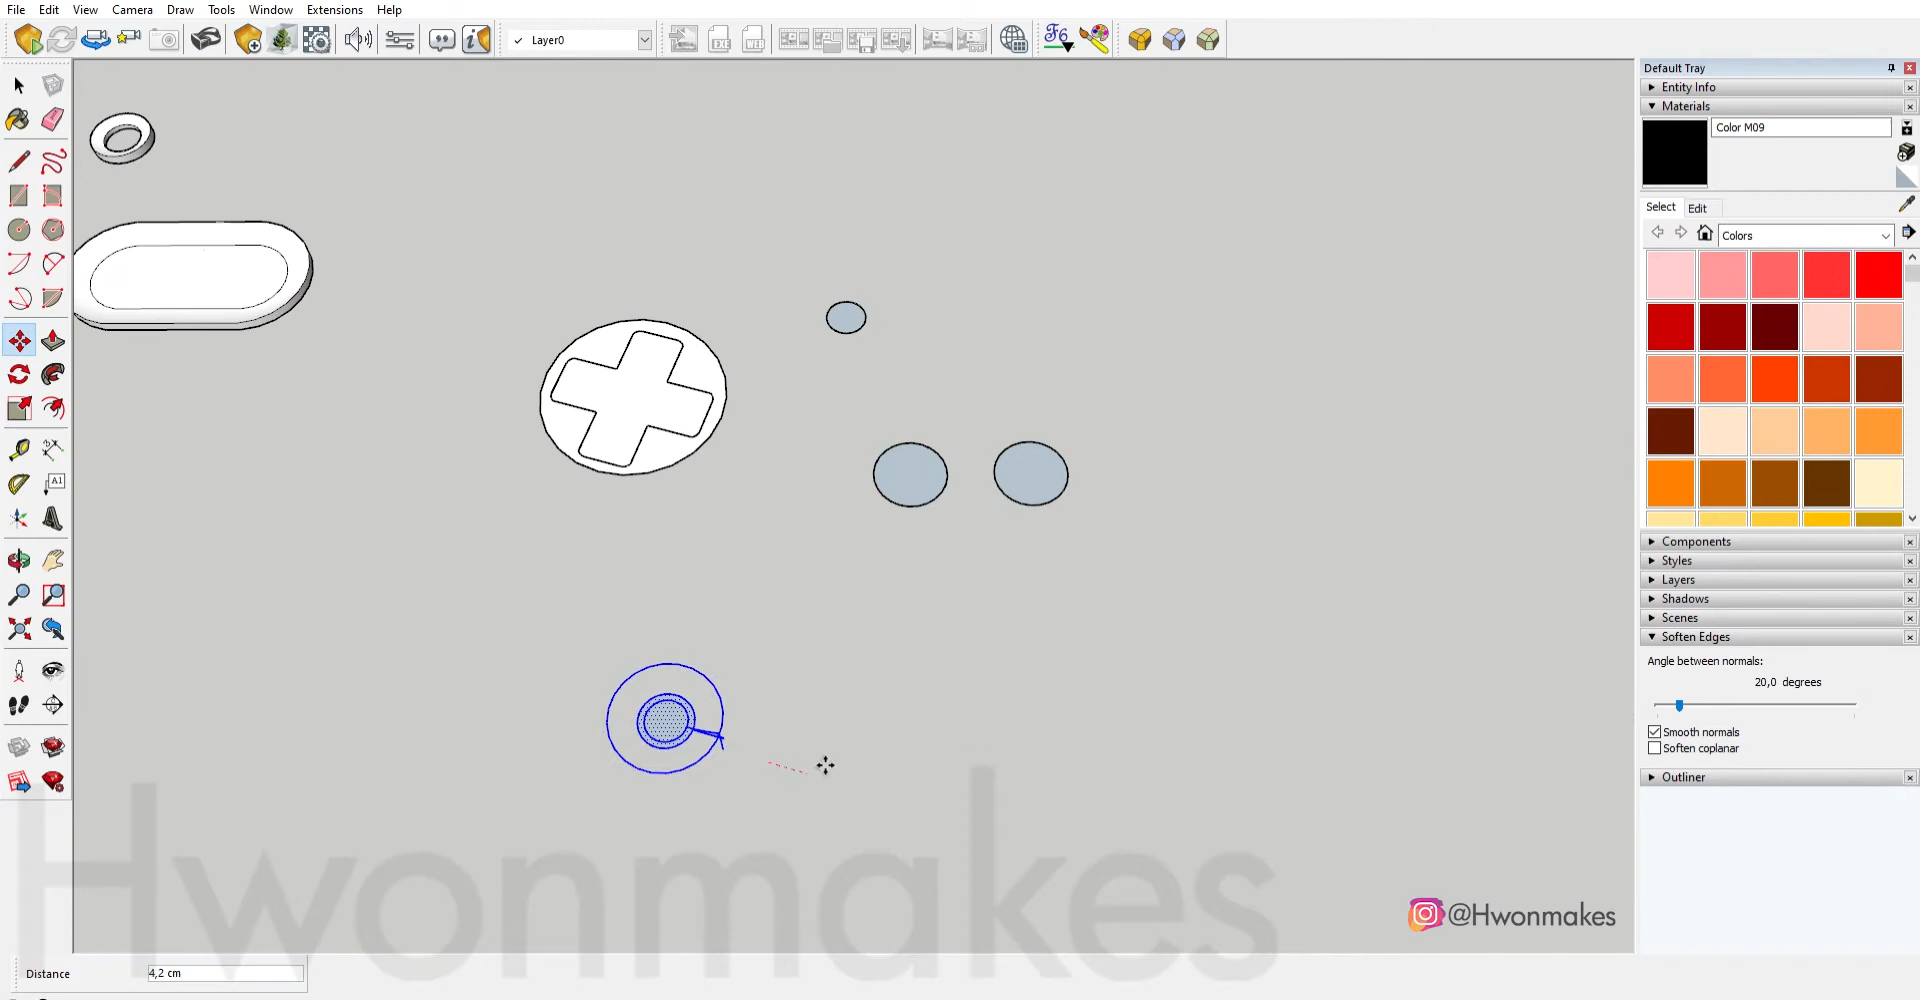 File Edit View Camera Draw Tools Window Extensions Help
Layer0
Default Tray
Entity Info
Materials
Color M09
Select Edit
Colors
Components
Styles
Layers
Shadows
Scenes
Soften Edges
Angle between normals:
20,0 degrees
Smooth normals
Soften coplanar
Outliner
Hwonmakes
@Hwonmakes
Distance 4,2 cm